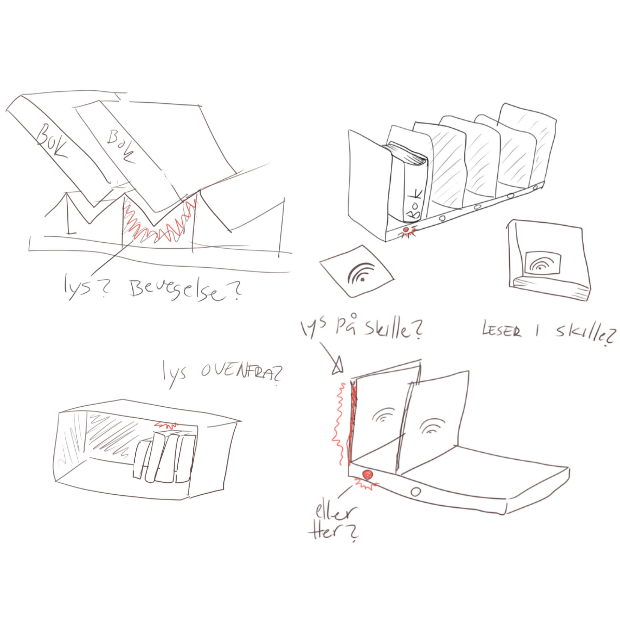 BOK
BOK
BOK
lys? BEVEGELSE?
lys på skille?
LESER I skille?
lys OVENFRA?
eller
HER?